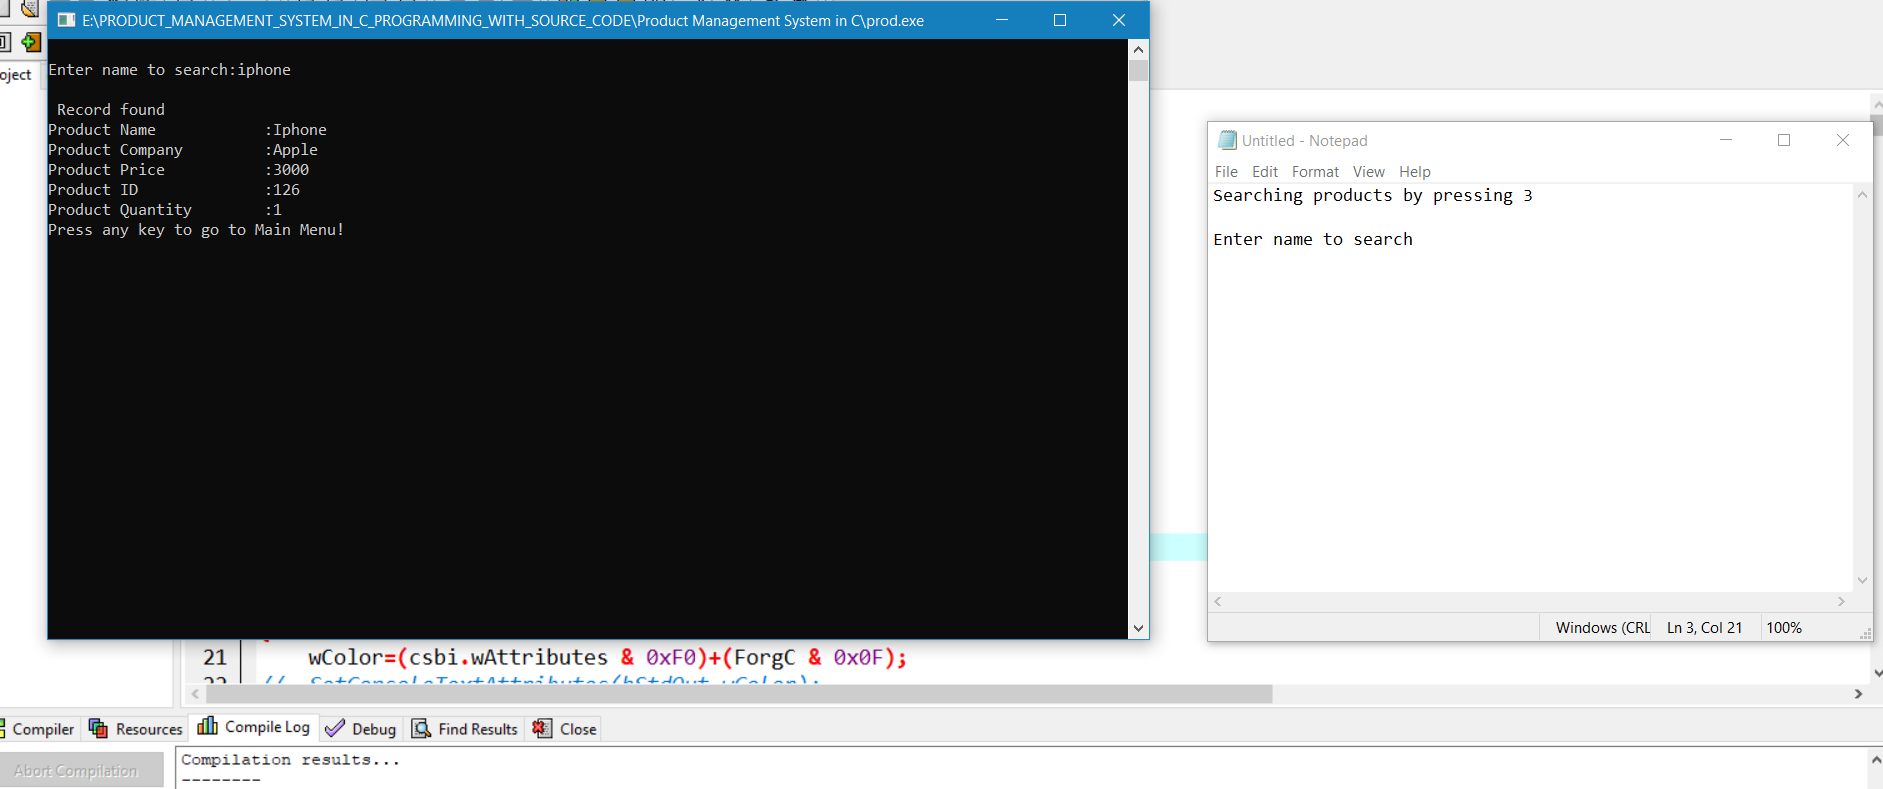 E:\PRODUCT_MANAGEMENT_SYSTEM_IN_C_PROGRAMMING_WITH_SOURCE_CODE\Product Management System in C\prod.exe
Enter name to search:iphone
Record found
Product Name :Iphone
Product Company :Apple
Product Price :3000
Product ID :126
Product Quantity :1
Press any key to go to Main Menu!
oject
Untitled - Notepad
File Edit Format View Help
Searching products by pressing 3
Enter name to search
Windows (CRL Ln 3, Col 21 100%
21 wColor=(csbi.wAttributes & 0xF0)+(ForgC & 0x0F);
22 // SetConsoleTextAttributes(hStdOut,wColor);
Compiler Resources Compile Log Debug Find Results Close
Abort Compilation
Compilation results...
--------